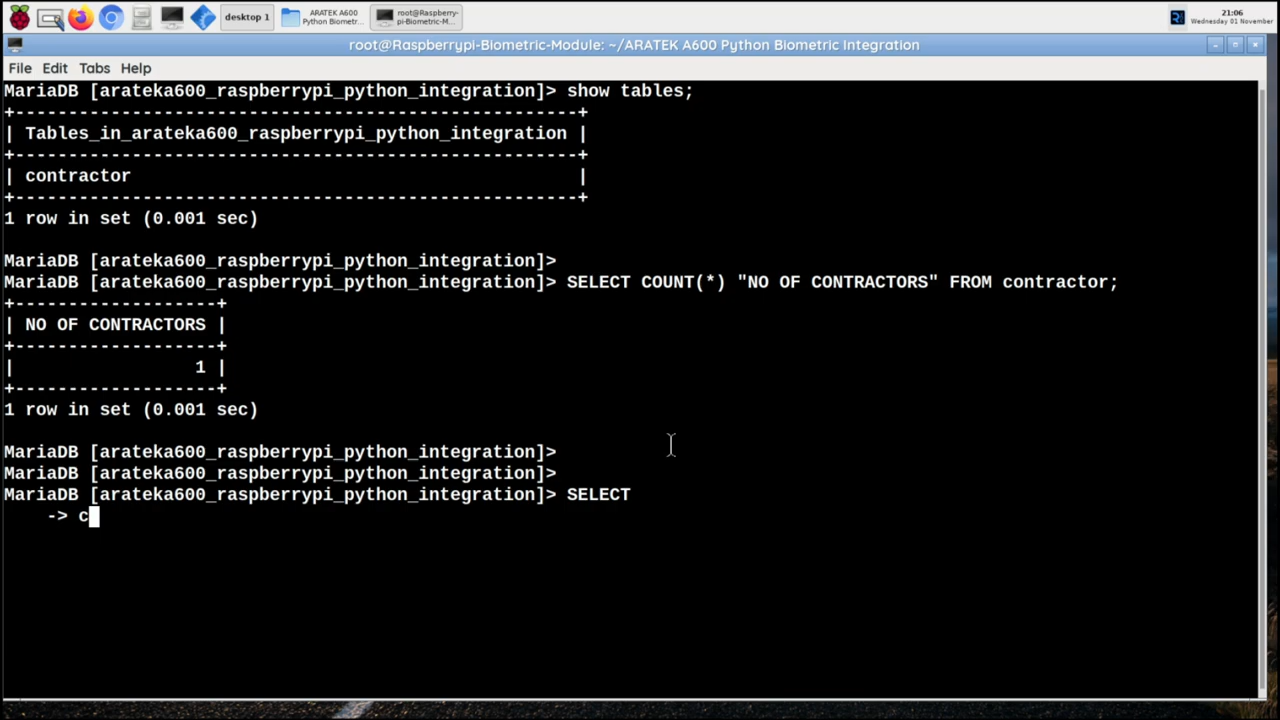 desktop 1
ARATEK A600
Python Biometr...
root@Raspberry-
pi-Biometric-M...
21:06
Wednesday 01 November
root@Raspberrypi-Biometric-Module: ~/ARATEK A600 Python Biometric Integration
File Edit Tabs Help
MariaDB [arateka600_raspberrypi_python_integration]> show tables;
+-----------------------------------------------------+
| Tables_in_arateka600_raspberrypi_python_integration |
+-----------------------------------------------------+
| contractor                                          |
+-----------------------------------------------------+
1 row in set (0.001 sec)
MariaDB [arateka600_raspberrypi_python_integration]>
MariaDB [arateka600_raspberrypi_python_integration]> SELECT COUNT(*) "NO OF CONTRACTORS" FROM contractor;
+-------------------+
| NO OF CONTRACTORS |
+-------------------+
|                 1 |
+-------------------+
1 row in set (0.001 sec)
MariaDB [arateka600_raspberrypi_python_integration]>
MariaDB [arateka600_raspberrypi_python_integration]>
MariaDB [arateka600_raspberrypi_python_integration]> SELECT
    -> c